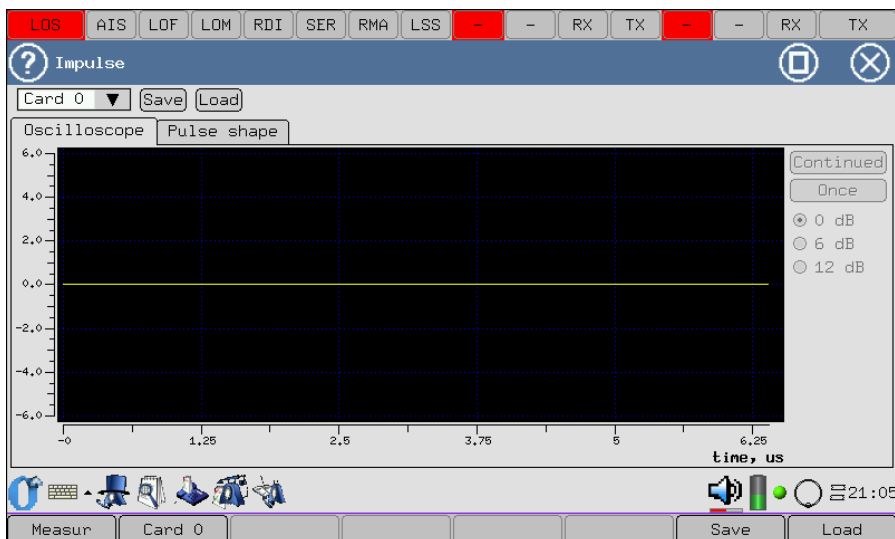 LOS AIS LOF LOM RDI SER RMA LSS - - RX TX - - RX TX
? Impulse
Card 0 Save Load
Oscilloscope Pulse shape
6.0
4.0
2.0
0.0
-2.0
-4.0
-6.0
-0 1.25 2.5 3.75 5 6.25
time, us
Continued
Once
0 dB
6 dB
12 dB
21:05
Measur Card 0 Save Load